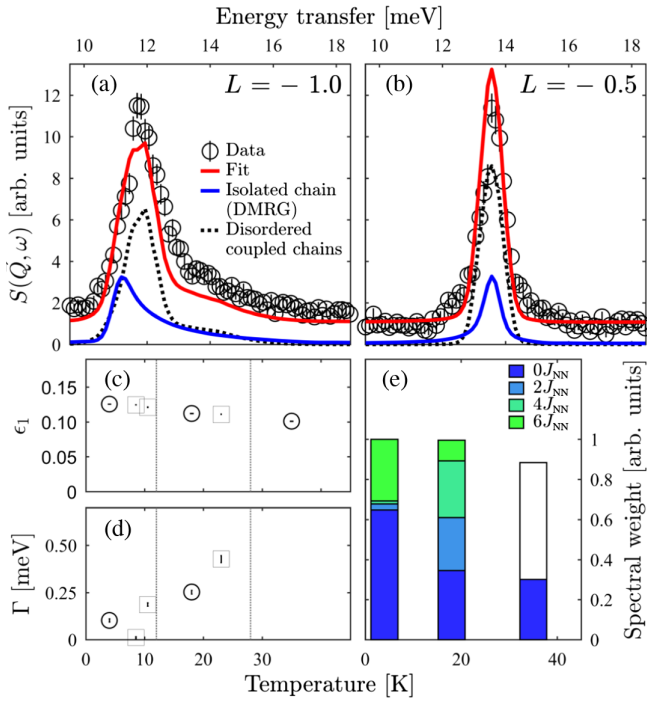 Energy transfer [meV]
10 12 14 16 18 10 12 14 16 18
(a) L = − 1.0
(b) L = − 0.5
12
10
8
6
4
2
0
S(Q, ω) [arb. units]
Data
Fit
Isolated chain
(DMRG)
Disordered
coupled chains
(c)
0.15
0.10
0.05
0
ϵ1
(d)
0.50
0.25
0
Γ [meV]
0 10 20 30
(e)
0JNN
2JNN
4JNN
6JNN
1
0.8
0.6
0.4
0.2
0
Spectral weight [arb. units]
0 20 40
Temperature [K]